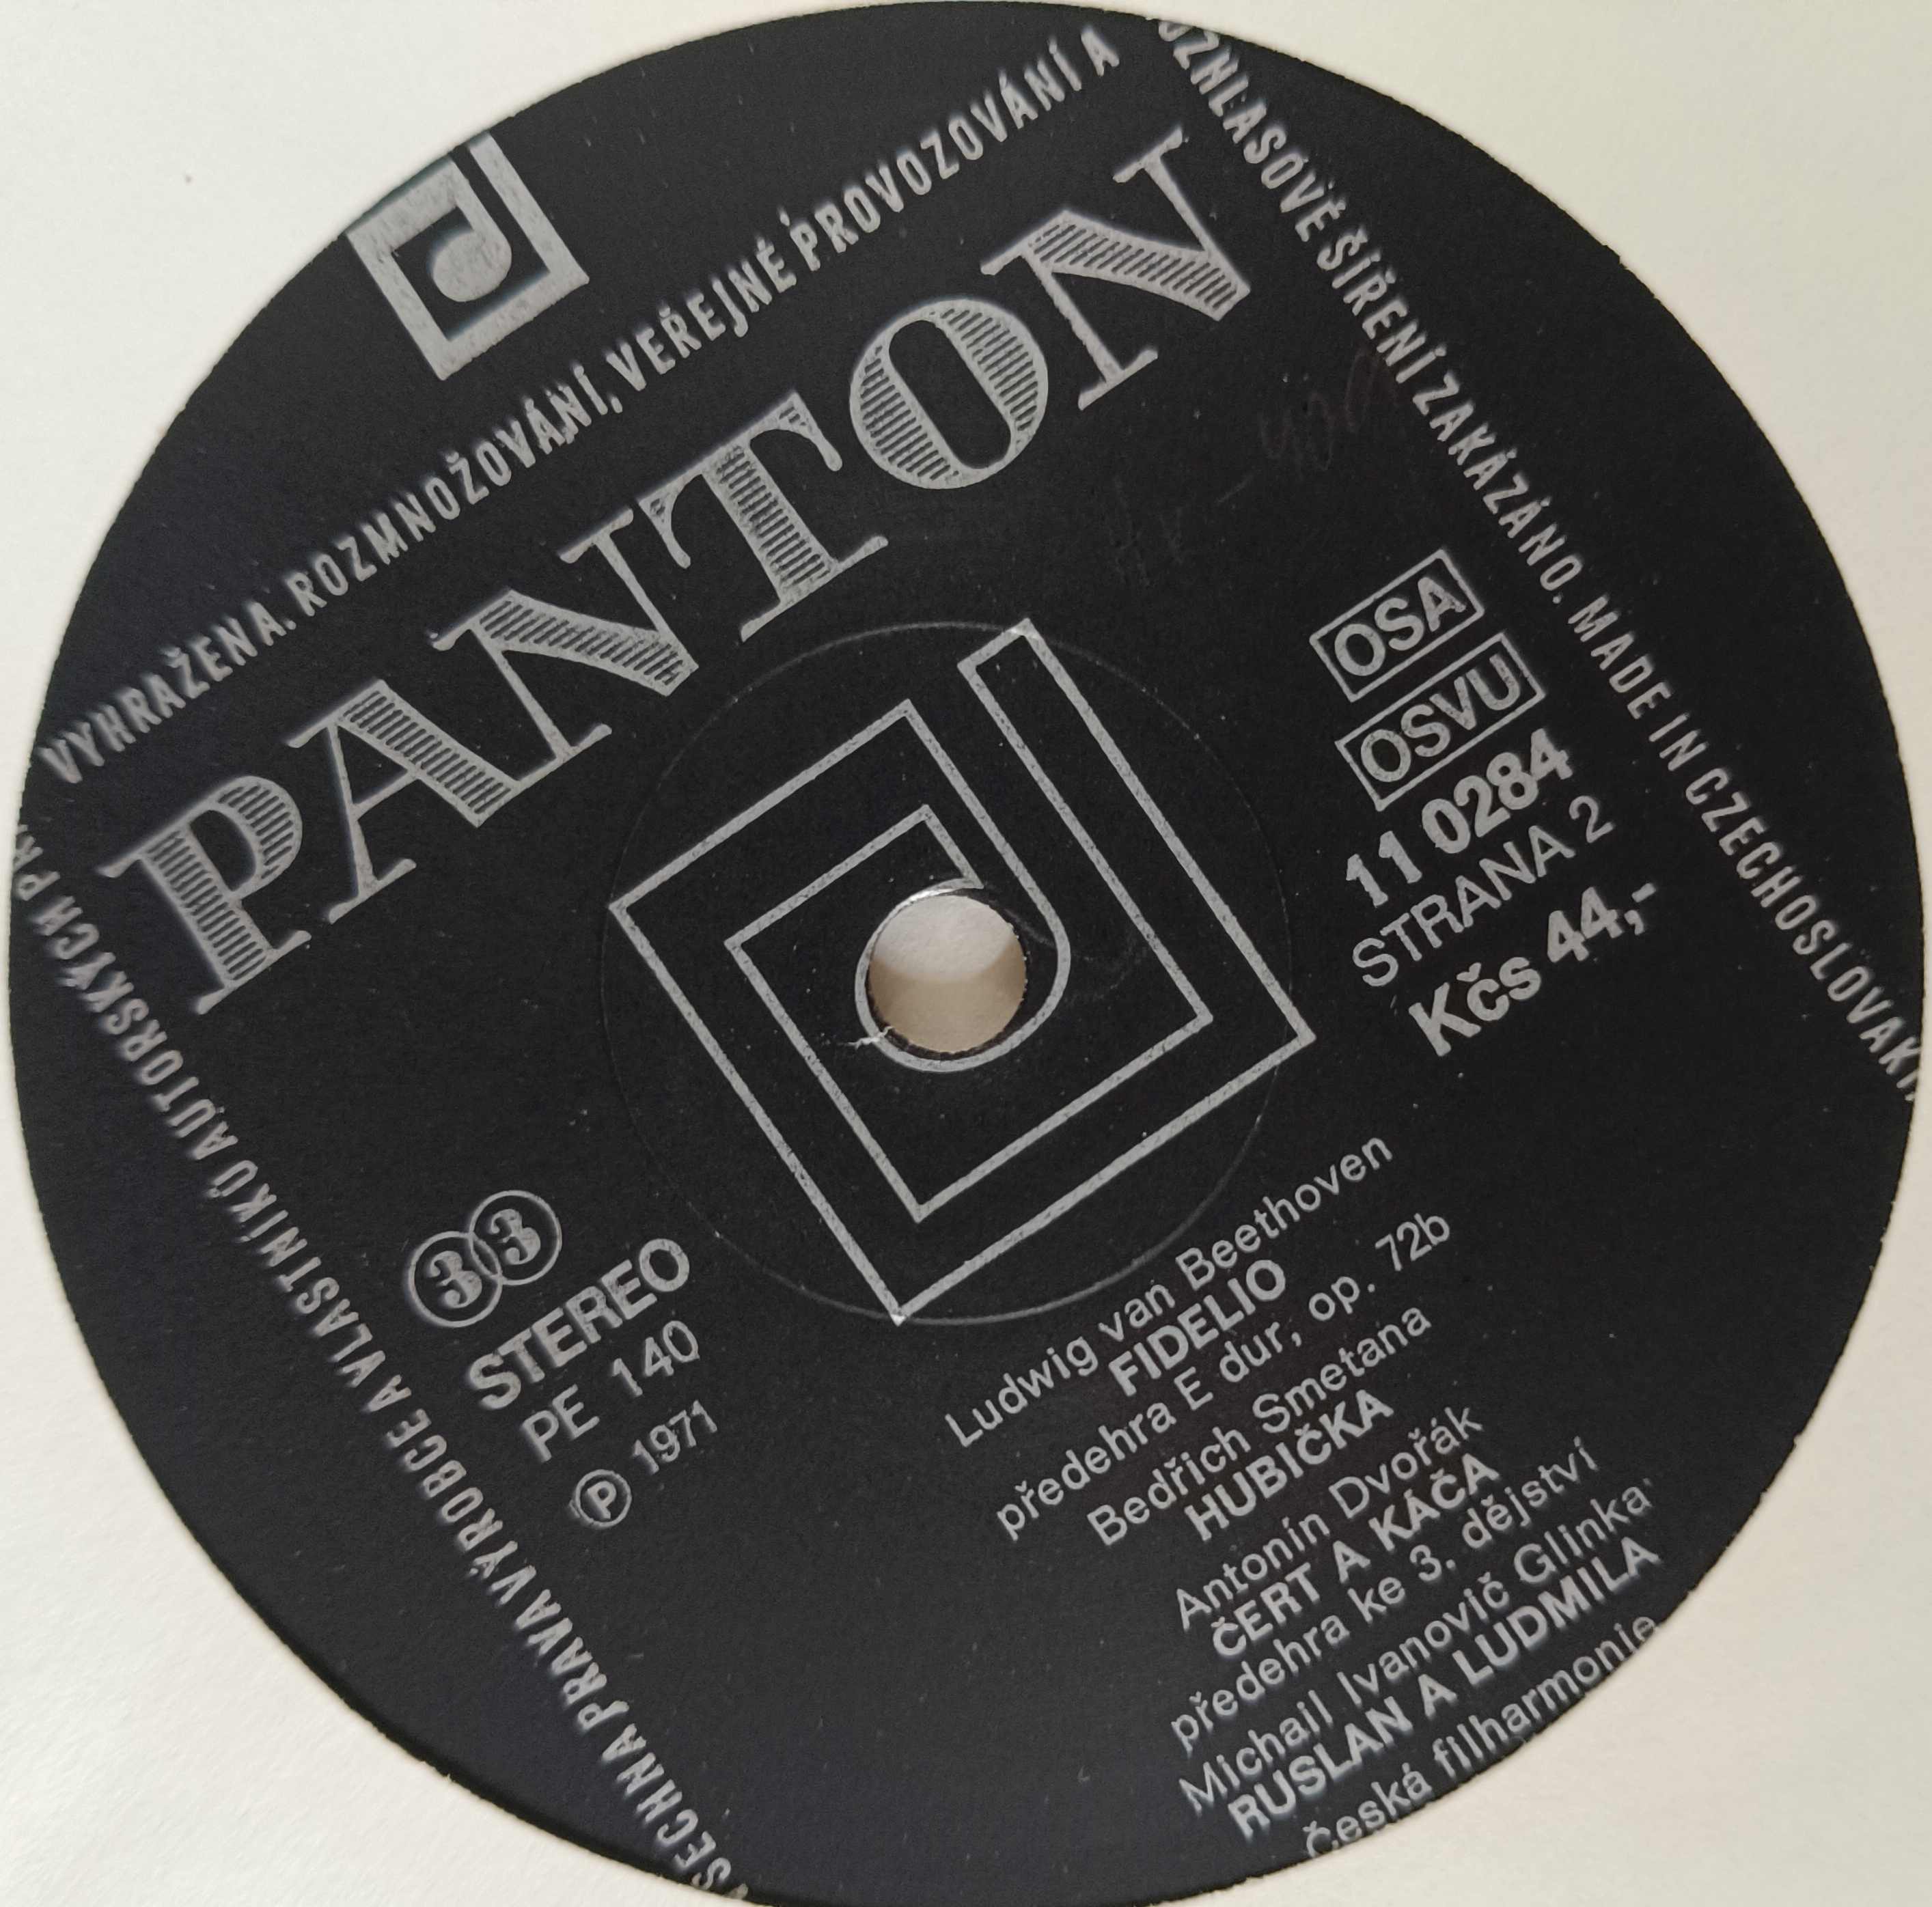 VŠECHNA PRÁVA VÝROBCE A VLASTNÍKŮ AUTORSKÝCH
VYHRAŽENA. ROZMNOŽOVÁNÍ, VEŘEJNÉ PROVOZOVÁNÍ A
ROZHLASOVÉ ŠÍŘENÍ ZAKÁZÁNO. MADE IN CZECHOSLOVAKIA
PANTON
OSA
OSVU
11 0284
STRANA 2
Kčs 44,-
33
STEREO
PE 140
Ⓟ 1971
Ludwig van Beethoven
FIDELIO
předehra E dur, op. 72b
Bedřich Smetana
HUBIČKA
Antonín Dvořák
ČERT A KÁČA
předehra ke 3. dějství
Michail Ivanovič Glinka
RUSLAN A LUDMILA
Česká filharmonie